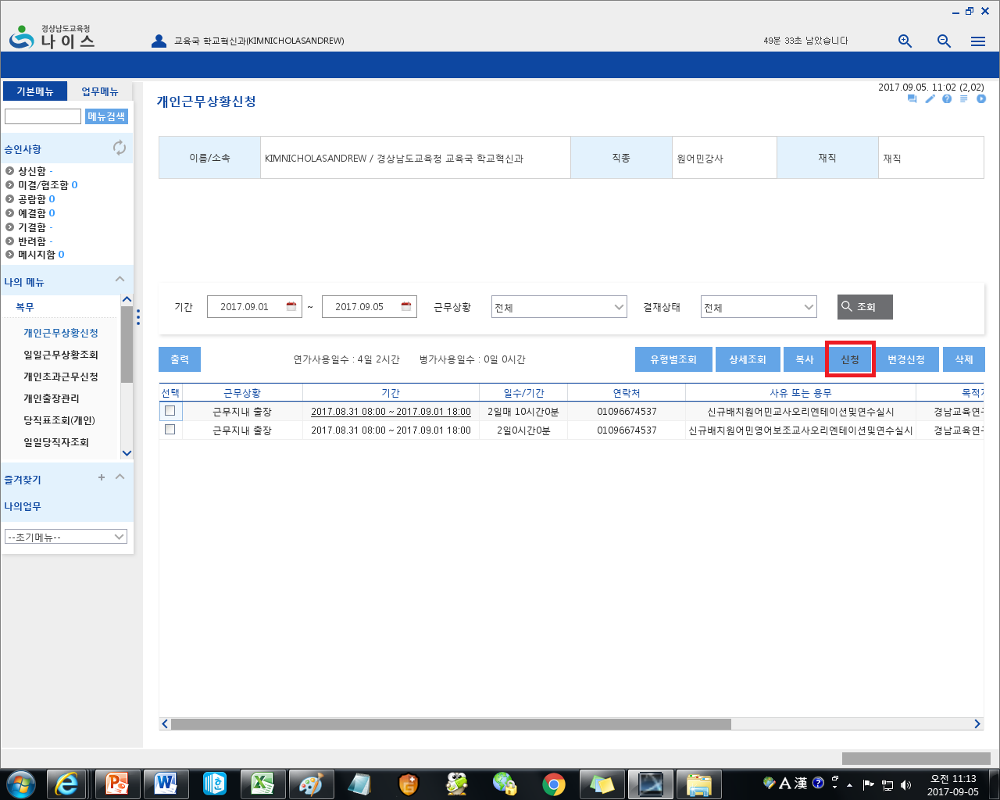 경상남도교육청
나이스
교육국 학교혁신과(KIMNICHOLASANDREW)
49분 33초 남았습니다
기본메뉴
업무메뉴
메뉴검색
승인사항
상신함 -
미결/협조함 0
공람함 0
예결함 0
기결함 -
반려함 -
메시지함 0
나의 메뉴
복무
개인근무상황신청
일일근무상황조회
개인초과근무신청
개인출장관리
당직표조회(개인)
일일당직자조회
즐겨찾기 +
나의업무
--초기메뉴--
2017.09.05. 11:02 (2,02)
개인근무상황신청
이름/소속 KIMNICHOLASANDREW / 경상남도교육청 교육국 학교혁신과 직종 원어민강사 재직 재직
기간 2017.09.01 ~ 2017.09.05 근무상황 전체 결재상태 전체 조회
출력 연가사용일수 : 4일 2시간 병가사용일수 : 0일 0시간 유형별조회 상세조회 복사 신청 변경신청 삭제
선택 근무상황 기간 일수/기간 연락처 사유 또는 용무 목적지
근무지내 출장 2017.08.31 08:00 ~ 2017.09.01 18:00 2일매 10시간0분 01096674537 신규배치원어민교사오리엔테이션및연수실시 경남교육연구
근무지내 출장 2017.08.31 08:00 ~ 2017.09.01 18:00 2일0시간0분 01096674537 신규배치원어민영어보조교사오리엔테이션및연수실시 경남교육연구
A 漢
오전 11:13
2017-09-05